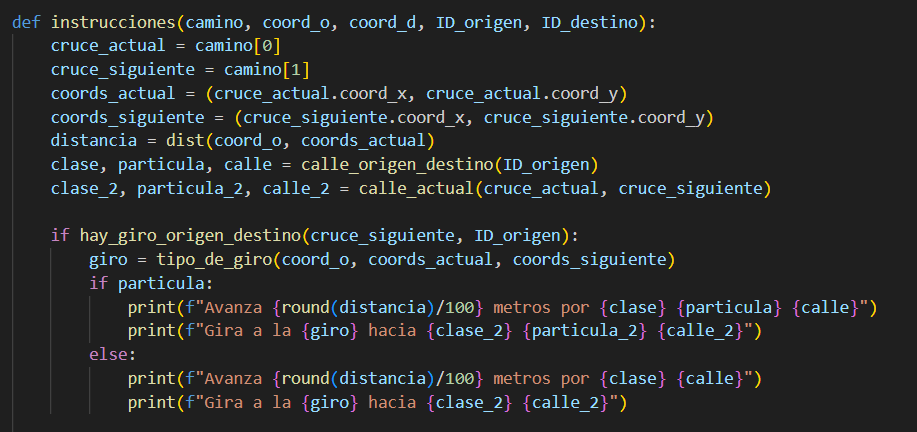 def instrucciones(camino, coord_o, coord_d, ID_origen, ID_destino):
    cruce_actual = camino[0]
    cruce_siguiente = camino[1]
    coords_actual = (cruce_actual.coord_x, cruce_actual.coord_y)
    coords_siguiente = (cruce_siguiente.coord_x, cruce_siguiente.coord_y)
    distancia = dist(coord_o, coords_actual)
    clase, particula, calle = calle_origen_destino(ID_origen)
    clase_2, particula_2, calle_2 = calle_actual(cruce_actual, cruce_siguiente)

    if hay_giro_origen_destino(cruce_siguiente, ID_origen):
        giro = tipo_de_giro(coord_o, coords_actual, coords_siguiente)
        if particula:
            print(f"Avanza {round(distancia)/100} metros por {clase} {particula} {calle}")
            print(f"Gira a la {giro} hacia {clase_2} {particula_2} {calle_2}")
        else:
            print(f"Avanza {round(distancia)/100} metros por {clase} {calle}")
            print(f"Gira a la {giro} hacia {clase_2} {calle_2}")